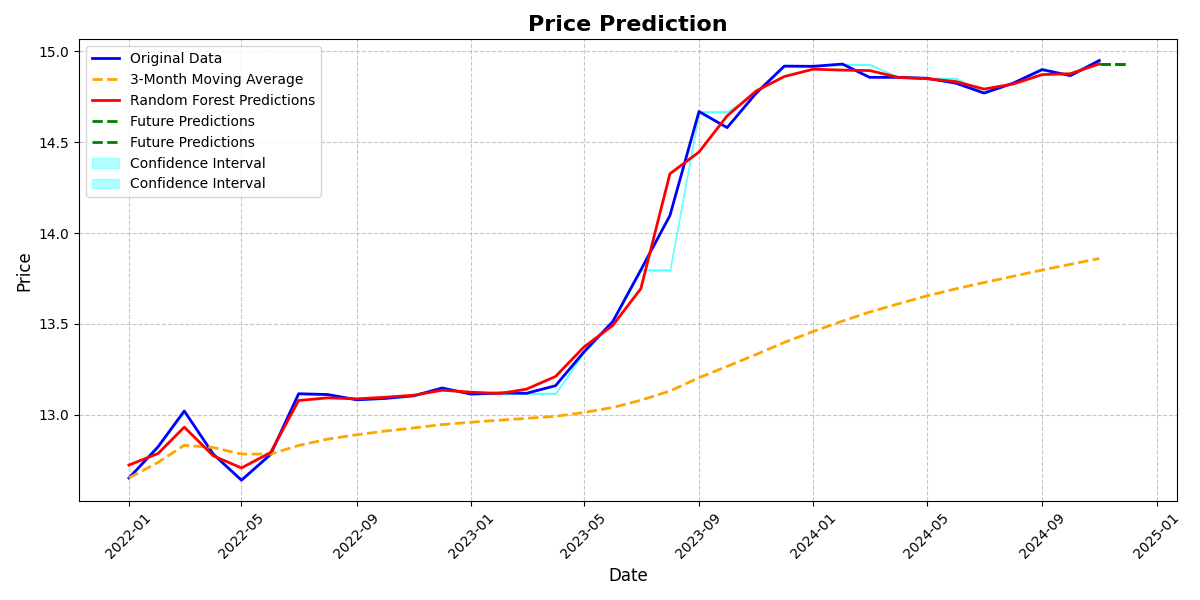 Price Prediction
Original Data
3-Month Moving Average
Random Forest Predictions
Future Predictions
Future Predictions
Confidence Interval
Confidence Interval
15.0
14.5
14.0
13.5
13.0
Price
2022-01
2022-05
2022-09
2023-01
2023-05
2023-09
2024-01
2024-05
2024-09
2025-01
Date